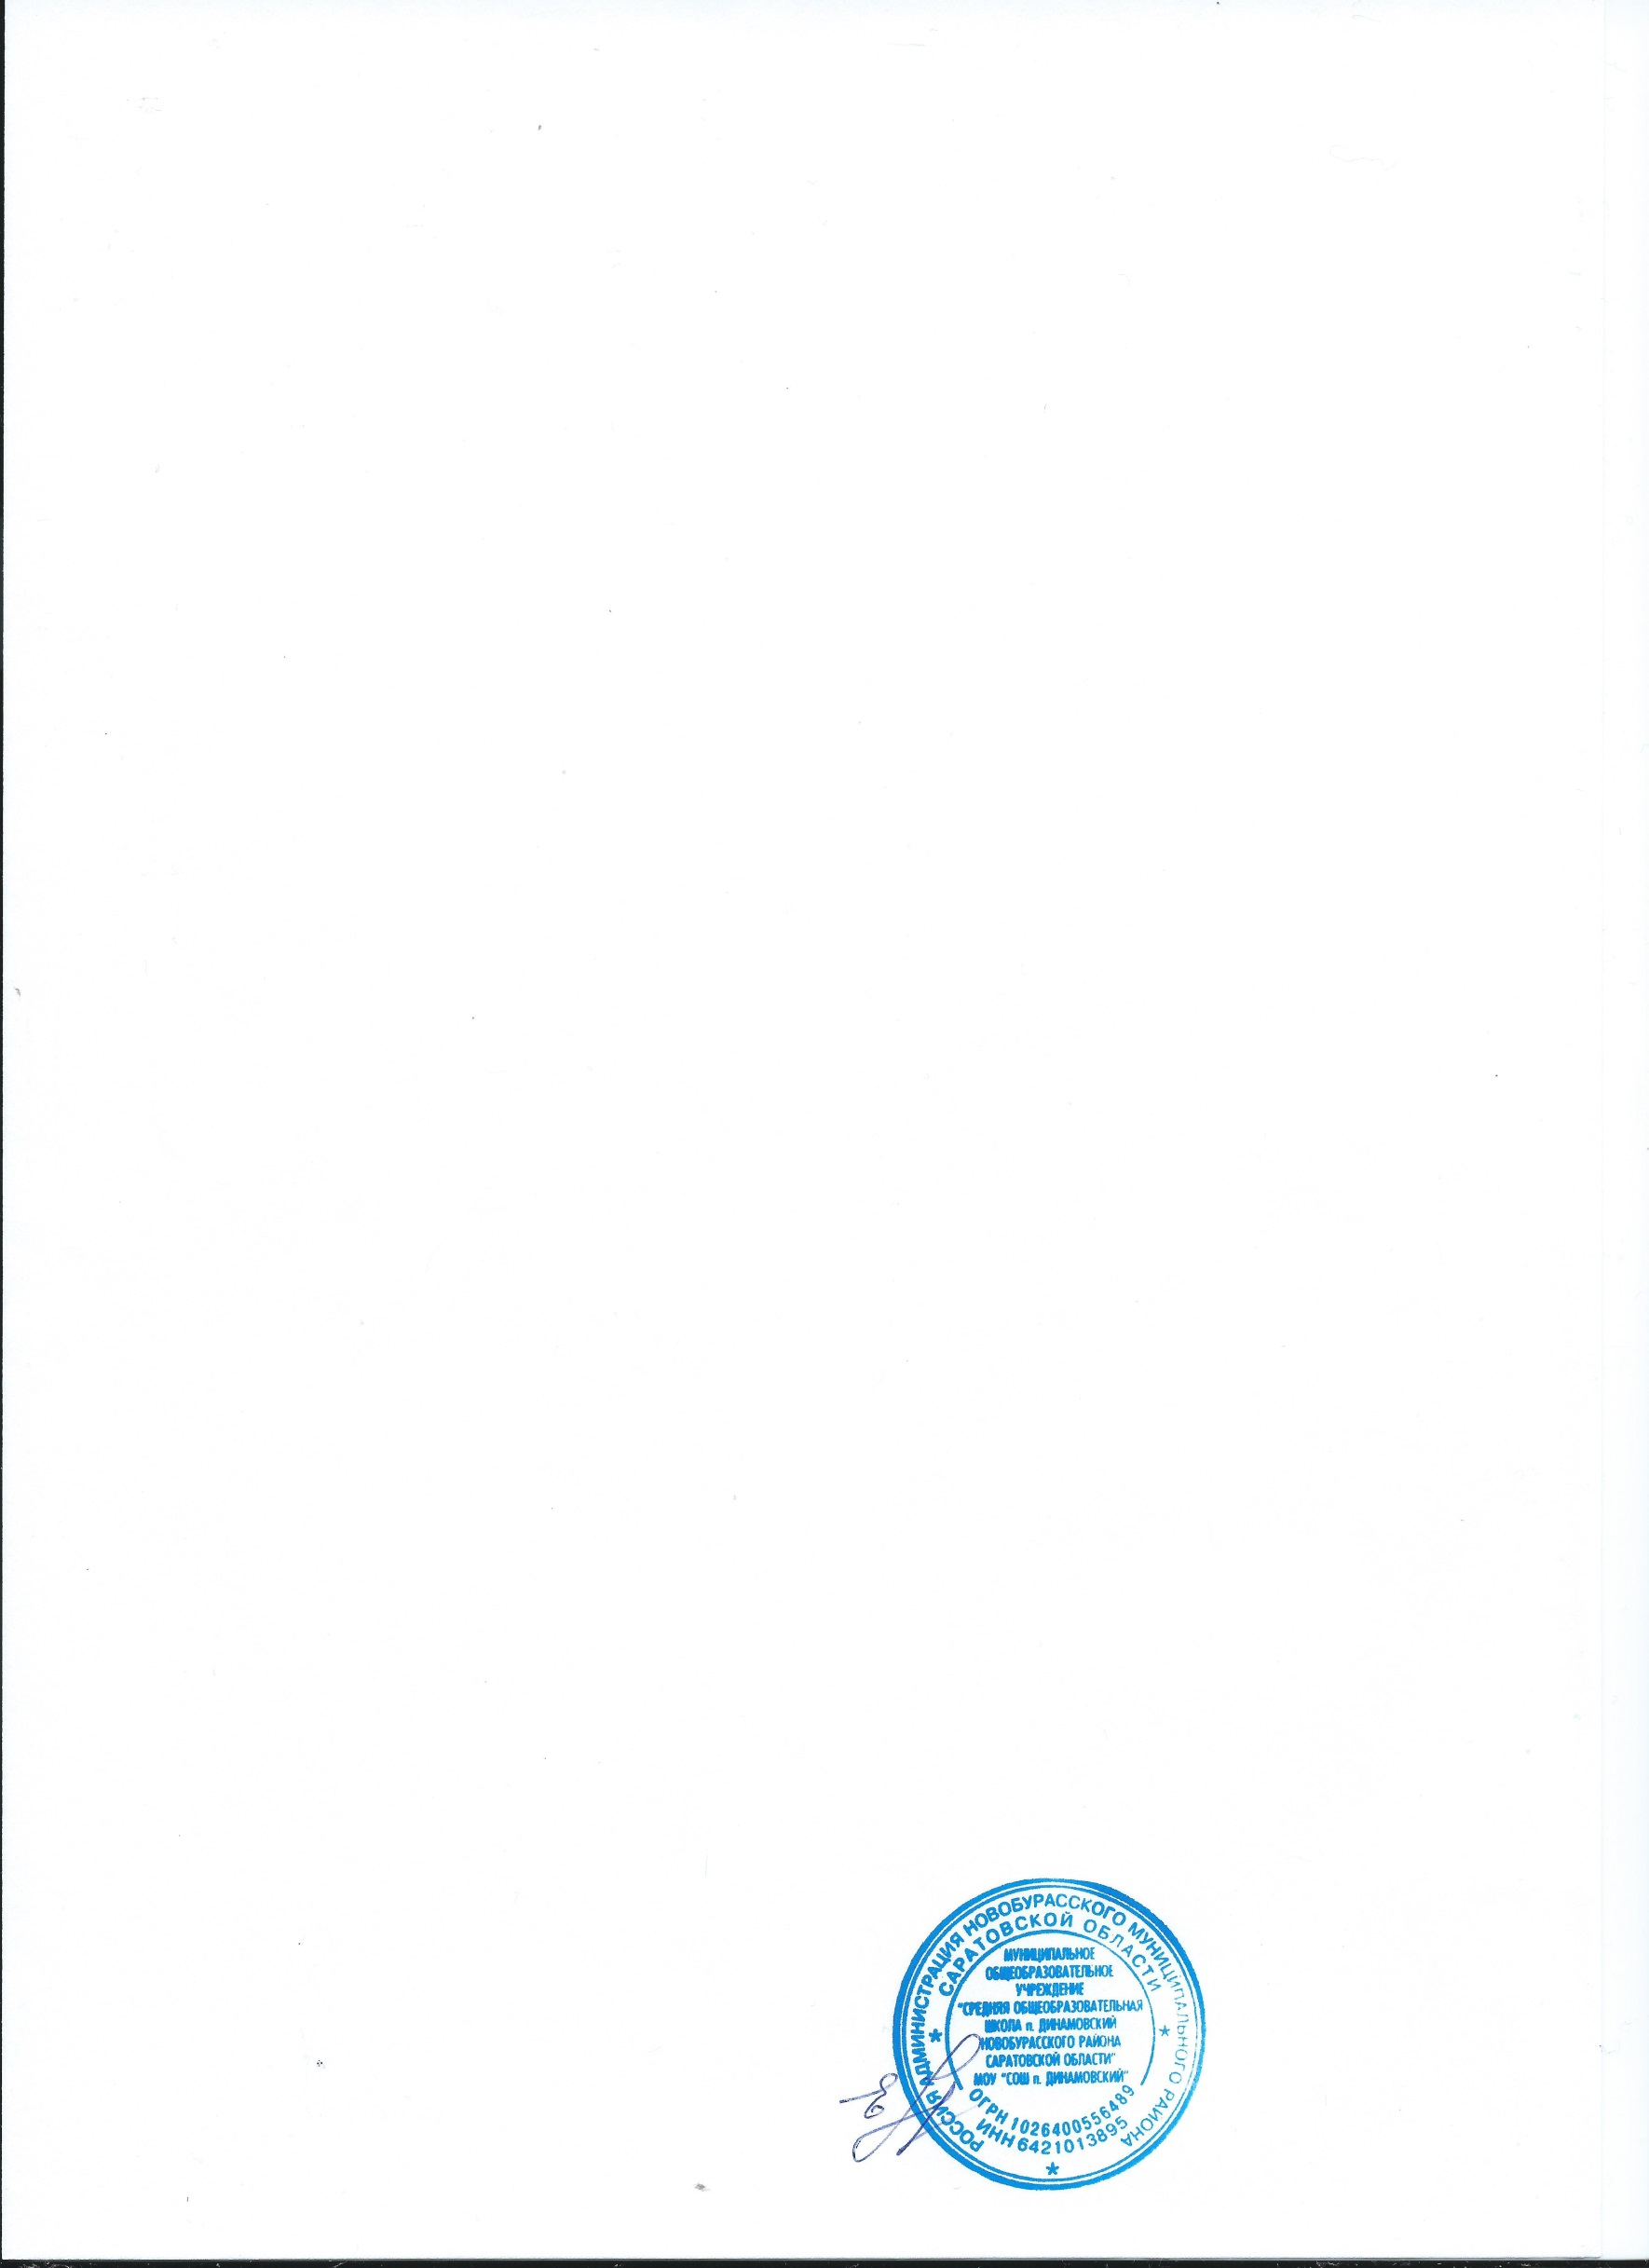 РОССИЯ АДМИНИСТРАЦИЯ НОВОБУРАССКОГО МУНИЦИПАЛЬНОГО РАЙОНА
САРАТОВСКОЙ ОБЛАСТИ
МУНИЦИПАЛЬНОЕ
ОБЩЕОБРАЗОВАТЕЛЬНОЕ
УЧРЕЖДЕНИЕ
"СРЕДНЯЯ ОБЩЕОБРАЗОВАТЕЛЬНАЯ
ШКОЛА п. ДИНАМОВСКИЙ
НОВОБУРАССКОГО РАЙОНА
САРАТОВСКОЙ ОБЛАСТИ"
МОУ "СОШ п. ДИНАМОВСКИЙ"
ОГРН 1026400556489
ИНН 6421013895